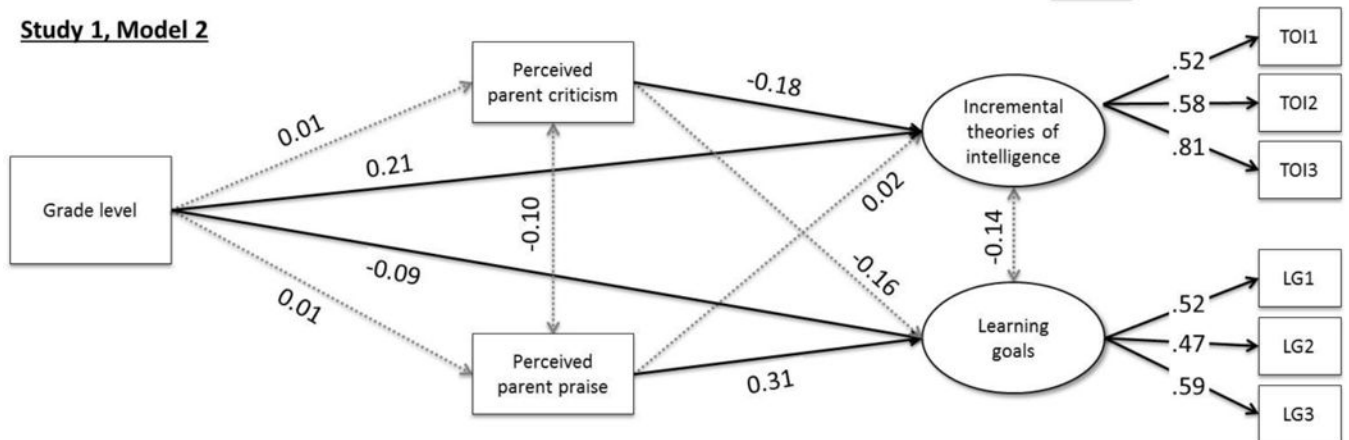 Study 1, Model 2
Perceived
parent criticism
Grade level
Perceived
parent praise
0.01
0.21
-0.09
0.01
-0.10
-0.18
0.02
-0.16
0.31
Incremental
theories of
intelligence
-0.14
Learning
goals
.52
.58
.81
TOI1
TOI2
TOI3
.52
.47
.59
LG1
LG2
LG3